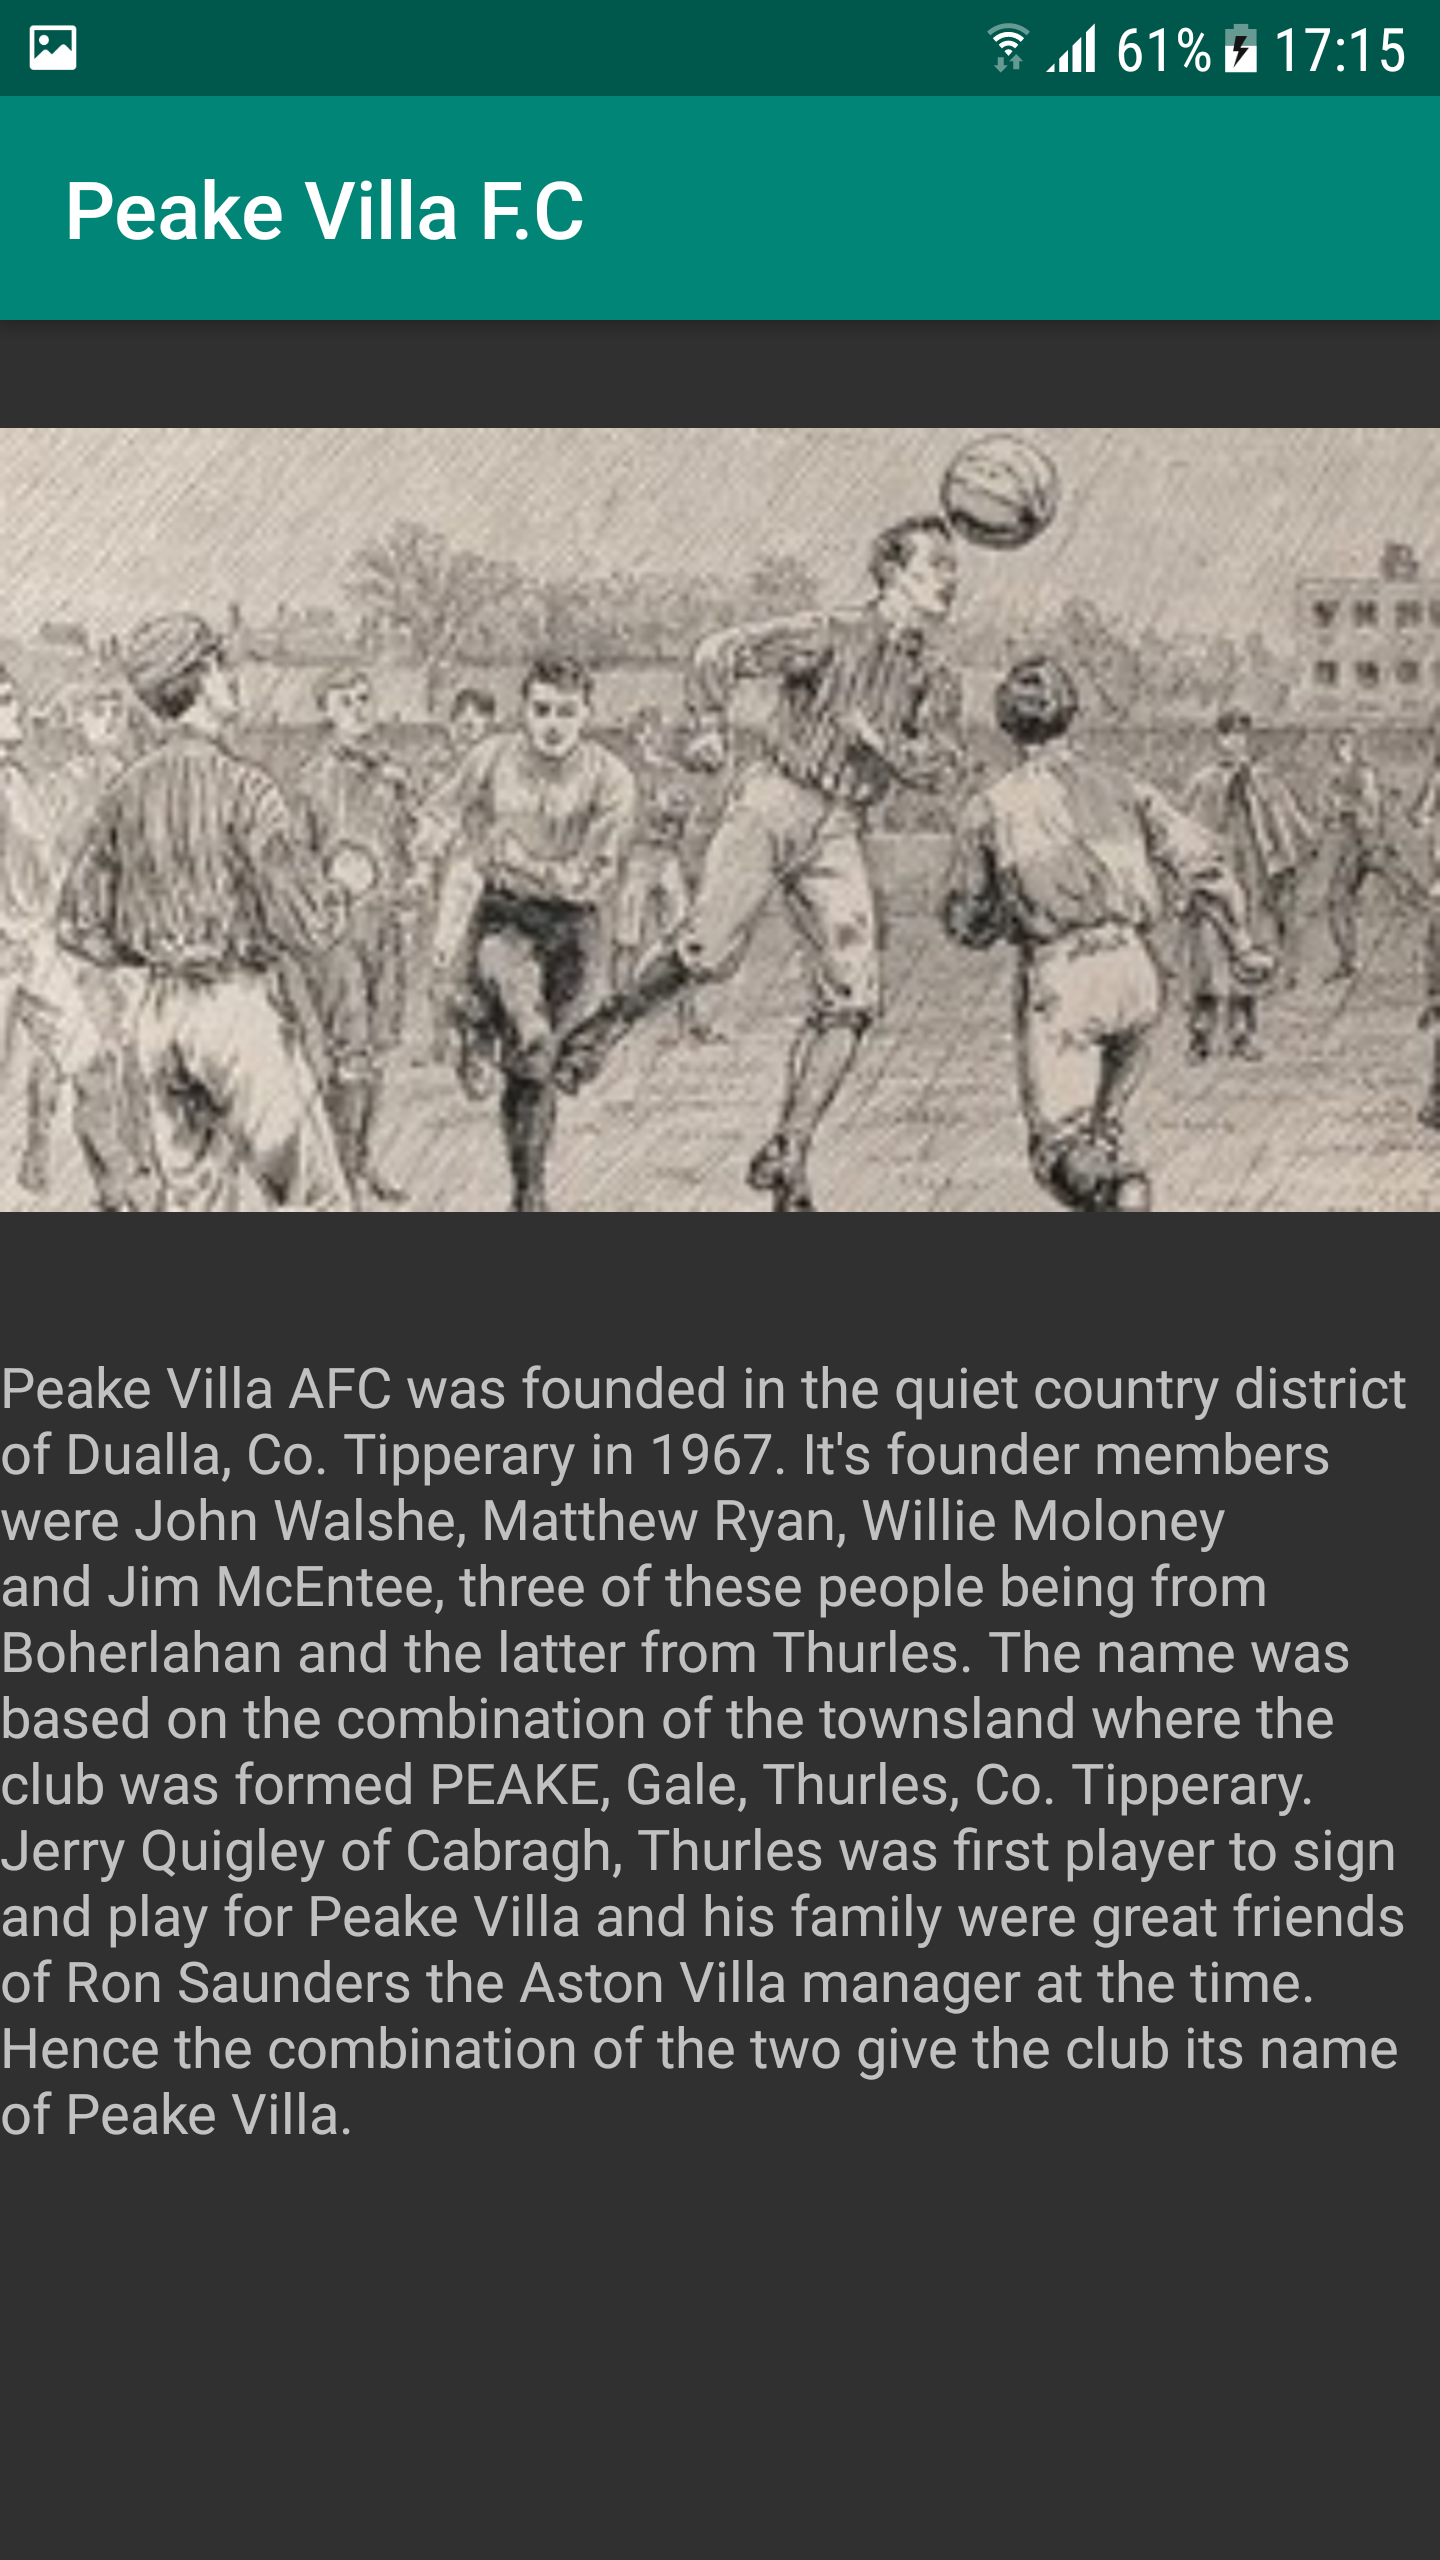 61% 17:15
Peake Villa F.C
Peake Villa AFC was founded in the quiet country district
of Dualla, Co. Tipperary in 1967. It's founder members
were John Walshe, Matthew Ryan, Willie Moloney
and Jim McEntee, three of these people being from
Boherlahan and the latter from Thurles. The name was
based on the combination of the townsland where the
club was formed PEAKE, Gale, Thurles, Co. Tipperary.
Jerry Quigley of Cabragh, Thurles was first player to sign
and play for Peake Villa and his family were great friends
of Ron Saunders the Aston Villa manager at the time.
Hence the combination of the two give the club its name
of Peake Villa.